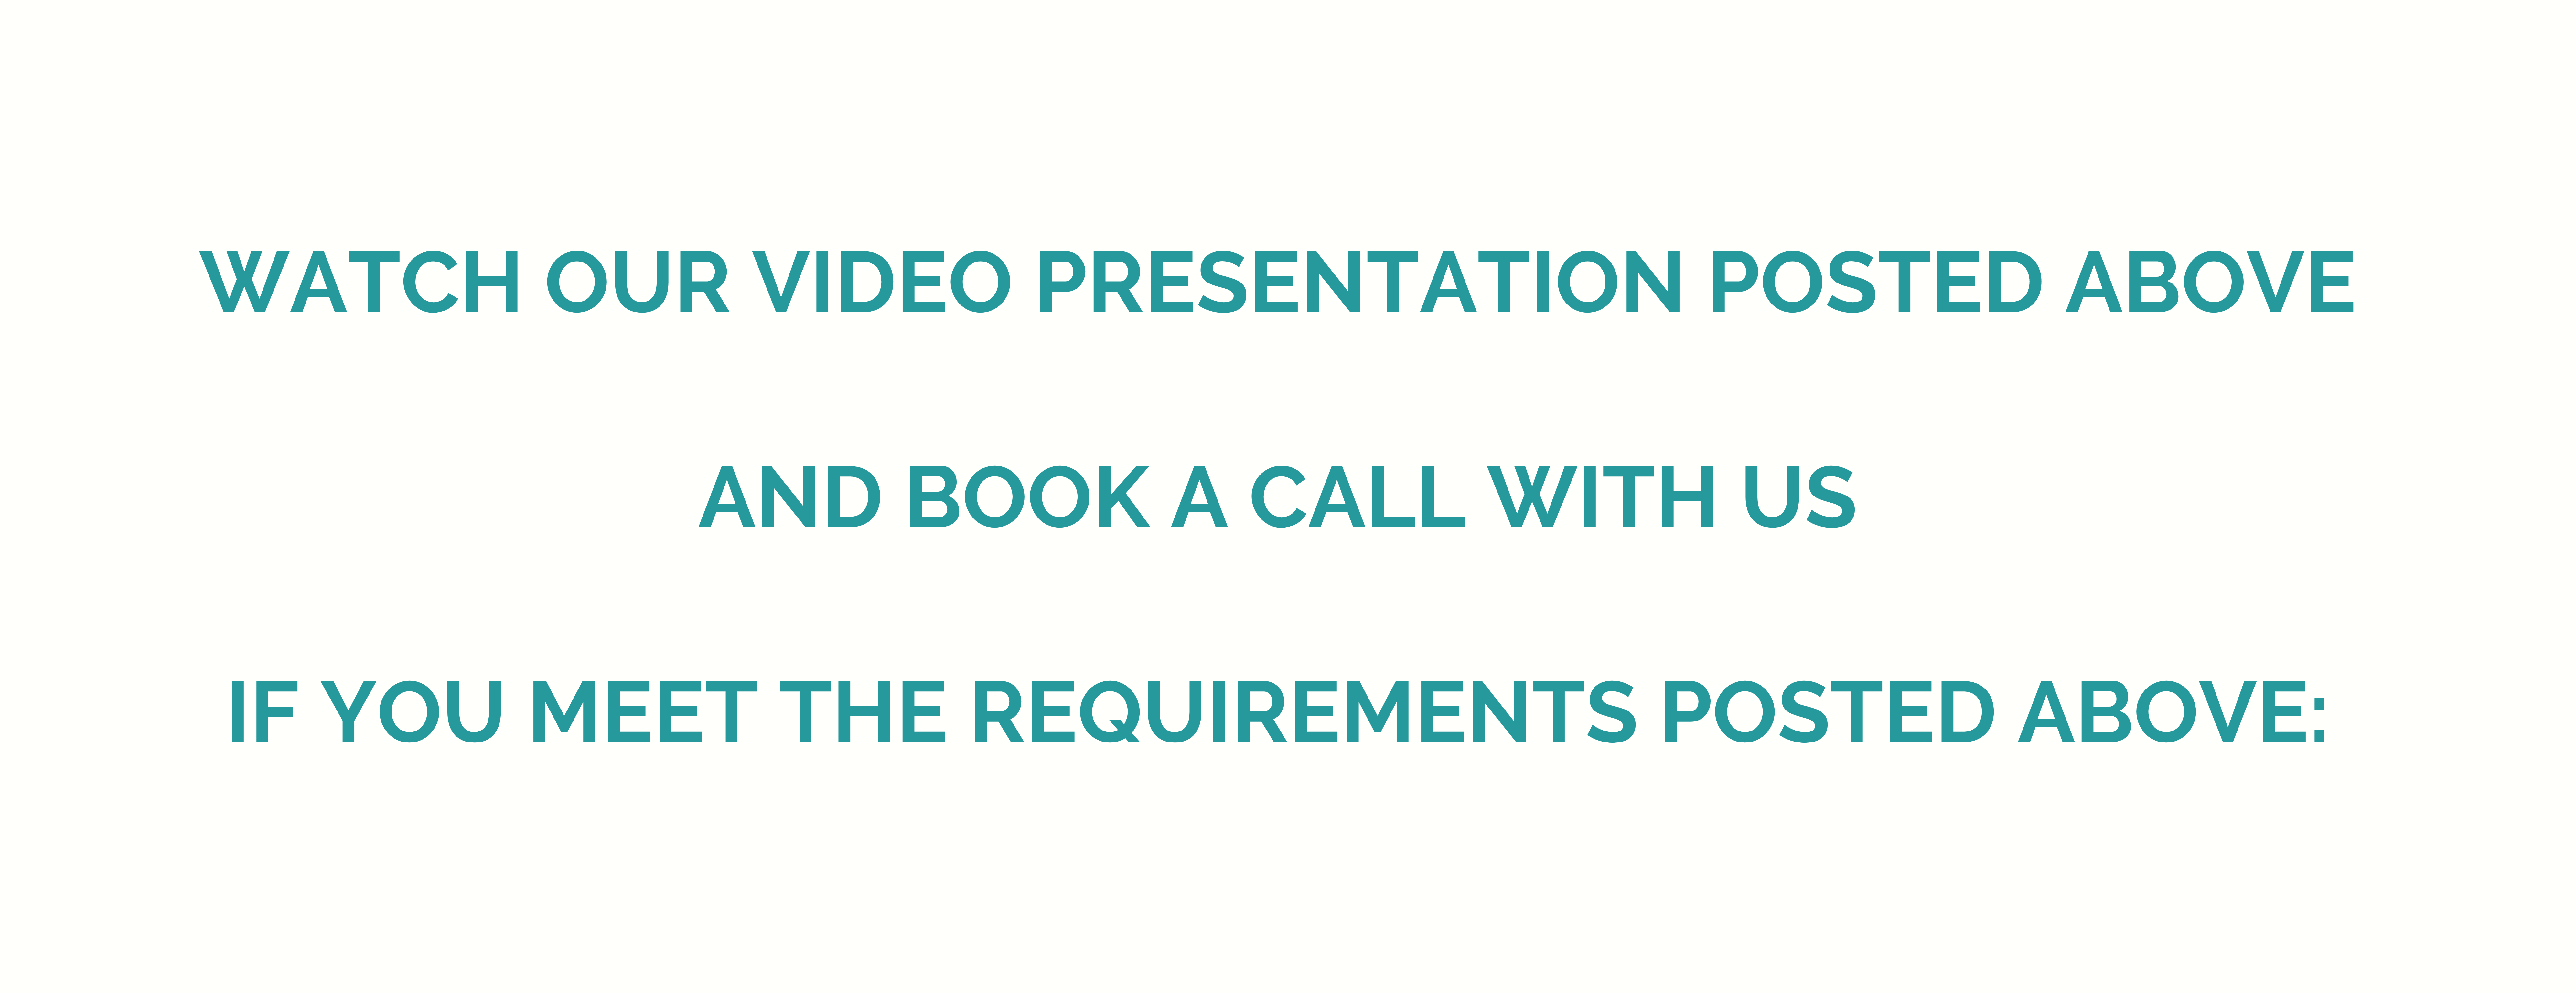 WATCH OUR VIDEO PRESENTATION POSTED ABOVE
AND BOOK A CALL WITH US
IF YOU MEET THE REQUIREMENTS POSTED ABOVE: